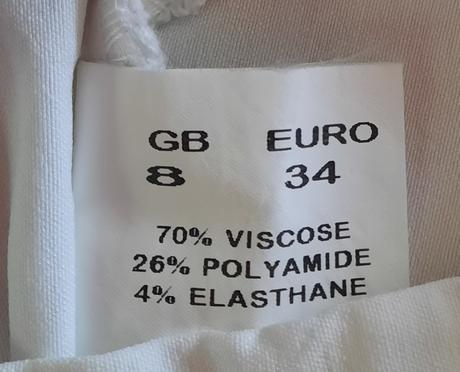 GB EURO
8 34
70% VISCOSE
26% POLYAMIDE
4% ELASTHANE